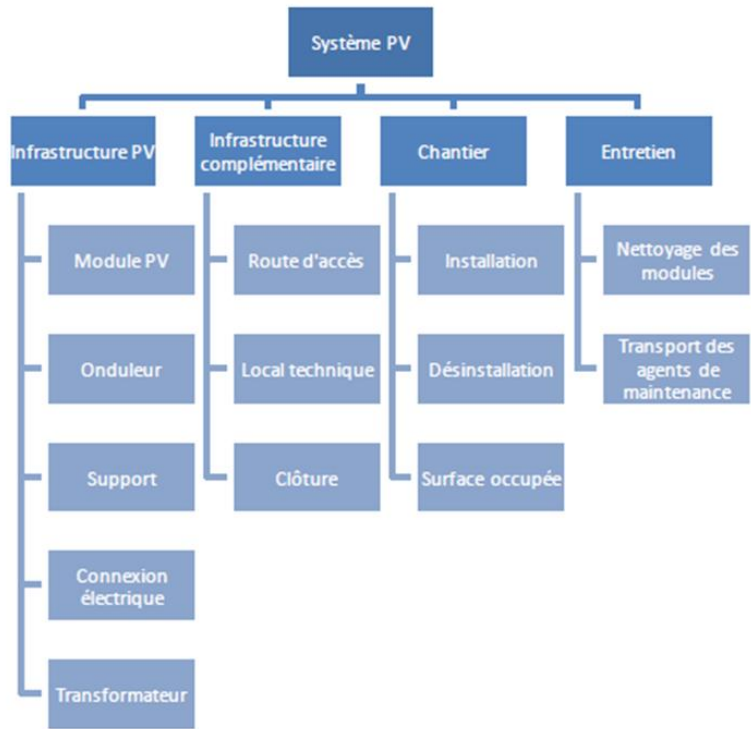 Système PV
Infrastructure PV
Infrastructure
complémentaire
Chantier
Entretien
Module PV
Onduleur
Support
Connexion
électrique
Transformateur
Route d'accès
Local technique
Clôture
Installation
Désinstallation
Surface occupée
Nettoyage des
modules
Transport des
agents de
maintenance